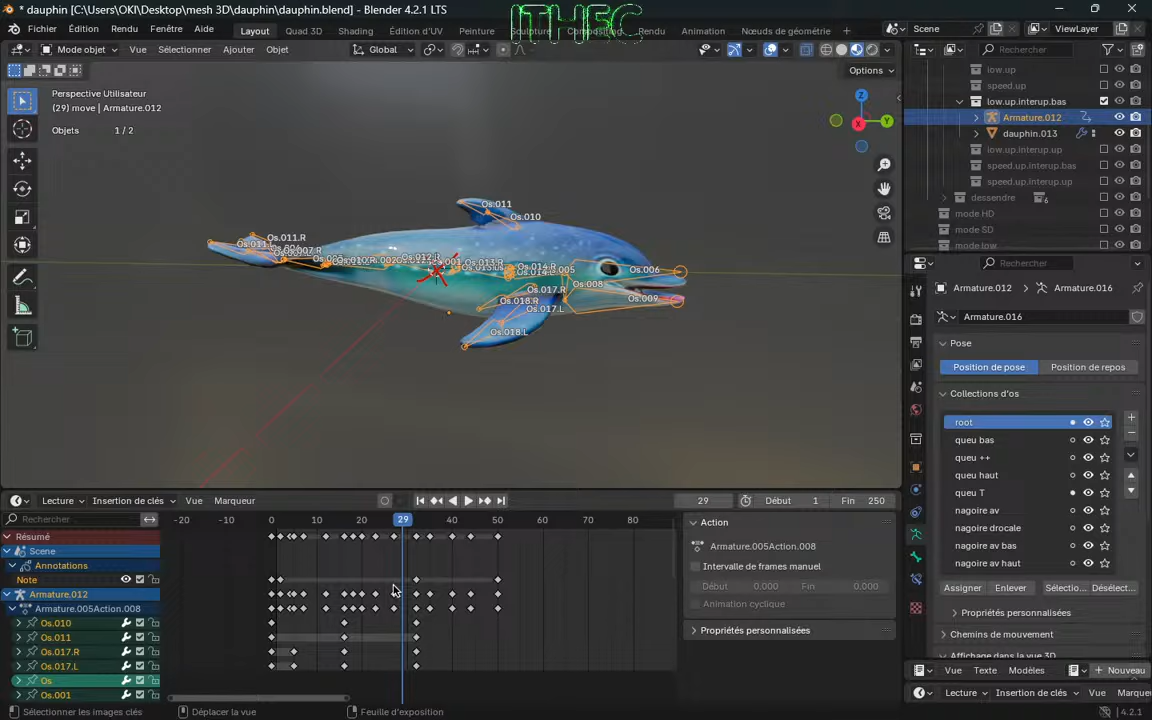 * dauphin [C:\Users\OKI\Desktop\mesh 3D\dauphin\dauphin.blend] - Blender 4.2.1 LTS
ITHEC
Fichier Édition Rendu Fenêtre Aide Layout Quad 3D Shading Édition d'UV Peinture Sculpture Compositing Rendu Animation Nœuds de géométrie Scene ViewLayer
Mode objet Vue Sélectionner Ajouter Objet Global Rechercher
Options
Perspective Utilisateur
(29) move | Armature.012
Objets 1 / 2
Z
Y
X
Os.011
Os.010
Os.011.R
Os.006
Os.008
Os.009
Os.017.R
Os.018.R
Os.017.L
Os.018.L
low.up
speed.up
low.up.interup.bas
Armature.012
dauphin.013
low.up.interup.up
speed.up.interup.bas
speed.up.interup.up
dessendre 6
mode HD
mode SD
mode low
Rechercher
Armature.012 Armature.016
Armature.016
Pose
Position de pose Position de repos
Collections d'os
root
queu bas
queu ++
queu haut
queu T
nagoire av
nagoire drocale
nagoire av bas
nagoire av haut
Assigner Enlever Sélectio... Désélect...
Propriétés personnalisées
Chemins de mouvement
Affichage dans la vue 3D
Vue Texte Modèles Nouveau
Lecture Insertion de clés Vue Marque
Lecture Insertion de clés Vue Marqueur 29 Début 1 Fin 250
Rechercher -20 -10 0 10 20 29 40 50 60 70 80
Résumé
Scene
Annotations
Note
Armature.012
Armature.005Action.008
Os.010
Os.011
Os.017.R
Os.017.L
Os
Os.001
Action
Armature.005Action.008
Intervalle de frames manuel
Début 0.000 Fin 0.000
Animation cyclique
Propriétés personnalisées
Sélectionner les images clés Déplacer la vue Feuille d'exposition 4.2.1